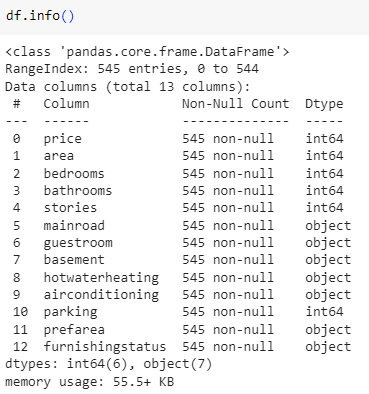 df.info()
<class 'pandas.core.frame.DataFrame'>
RangeIndex: 545 entries, 0 to 544
Data columns (total 13 columns):
 #   Column            Non-Null Count  Dtype
---  ------            --------------  -----
 0   price             545 non-null    int64
 1   area              545 non-null    int64
 2   bedrooms          545 non-null    int64
 3   bathrooms         545 non-null    int64
 4   stories           545 non-null    int64
 5   mainroad          545 non-null    object
 6   guestroom         545 non-null    object
 7   basement          545 non-null    object
 8   hotwaterheating   545 non-null    object
 9   airconditioning   545 non-null    object
 10  parking           545 non-null    int64
 11  prefarea          545 non-null    object
 12  furnishingstatus  545 non-null    object
dtypes: int64(6), object(7)
memory usage: 55.5+ KB